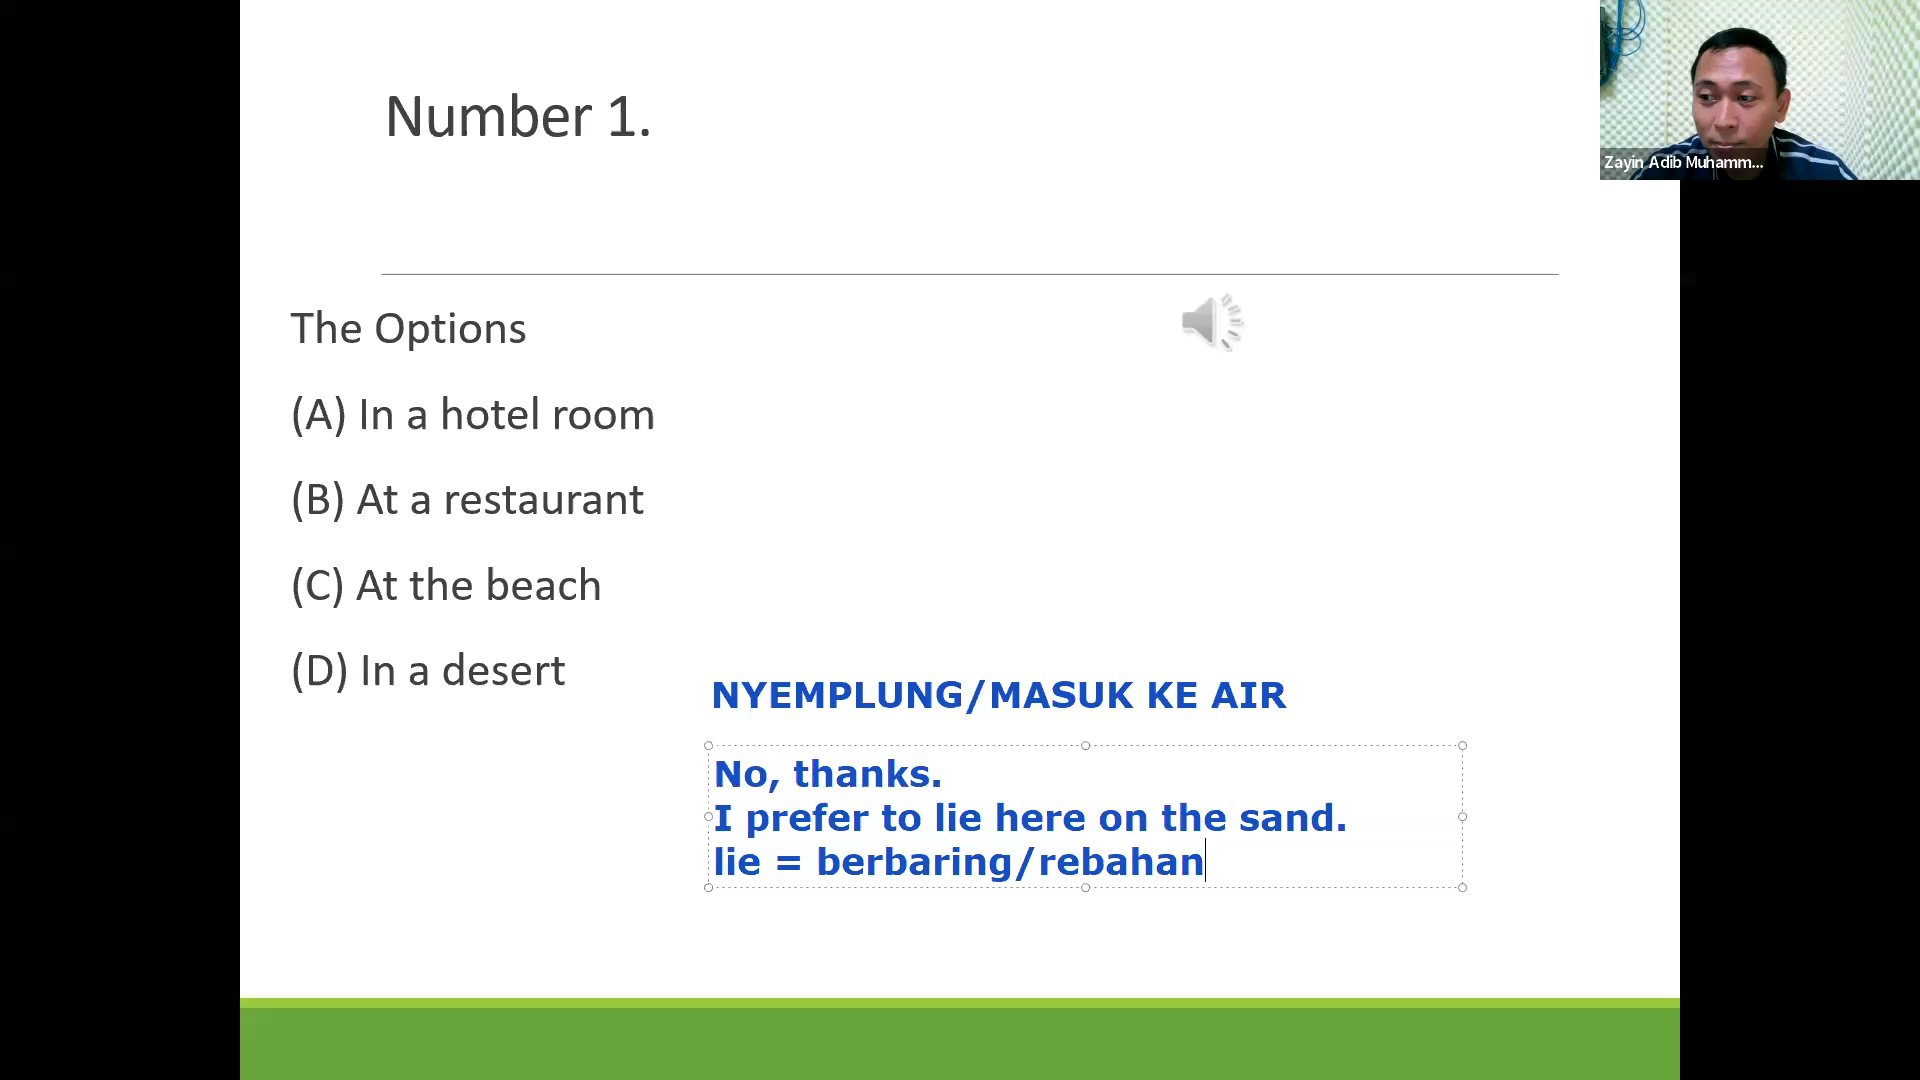 Number 1.
Zayin Adib Muhamm...
The Options
(A) In a hotel room
(B) At a restaurant
(C) At the beach
(D) In a desert
NYEMPLUNG/MASUK KE AIR
No, thanks.
I prefer to lie here on the sand.
lie = berbaring/rebahan